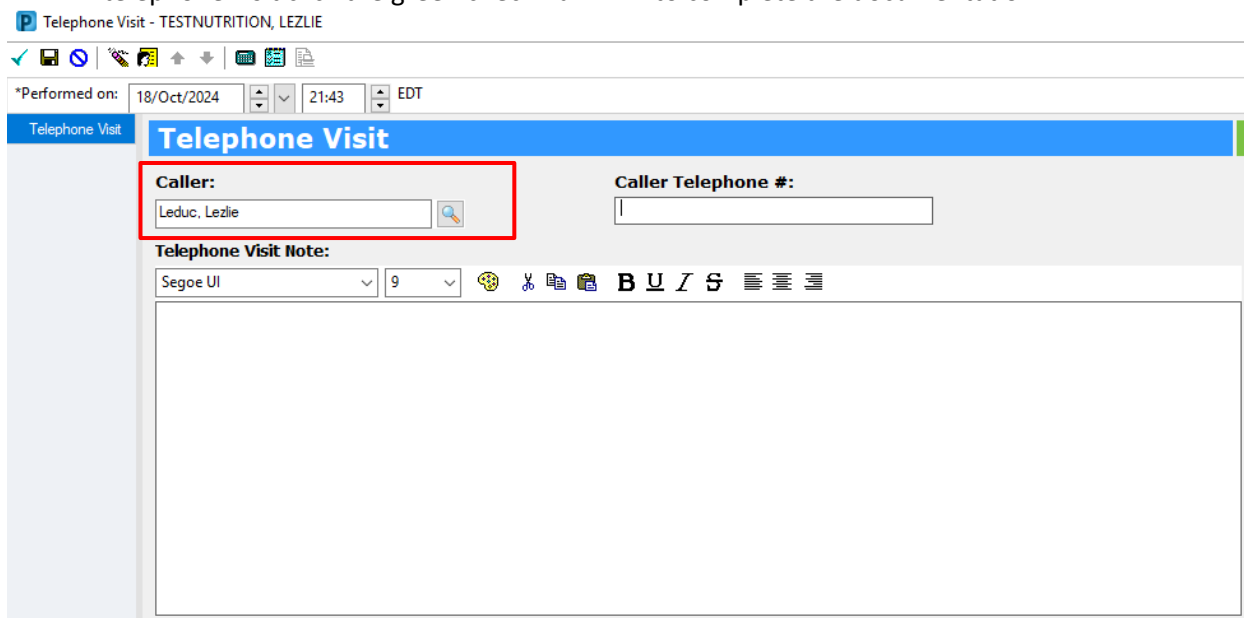 Telephone Visit - TESTNUTRITION, LEZLIE
*Performed on: 18/Oct/2024 21:43 EDT
Telephone Visit
Telephone Visit
Caller: Caller Telephone #:
Leduc, Lezlie
Telephone Visit Note:
Segoe UI 9 B U I S